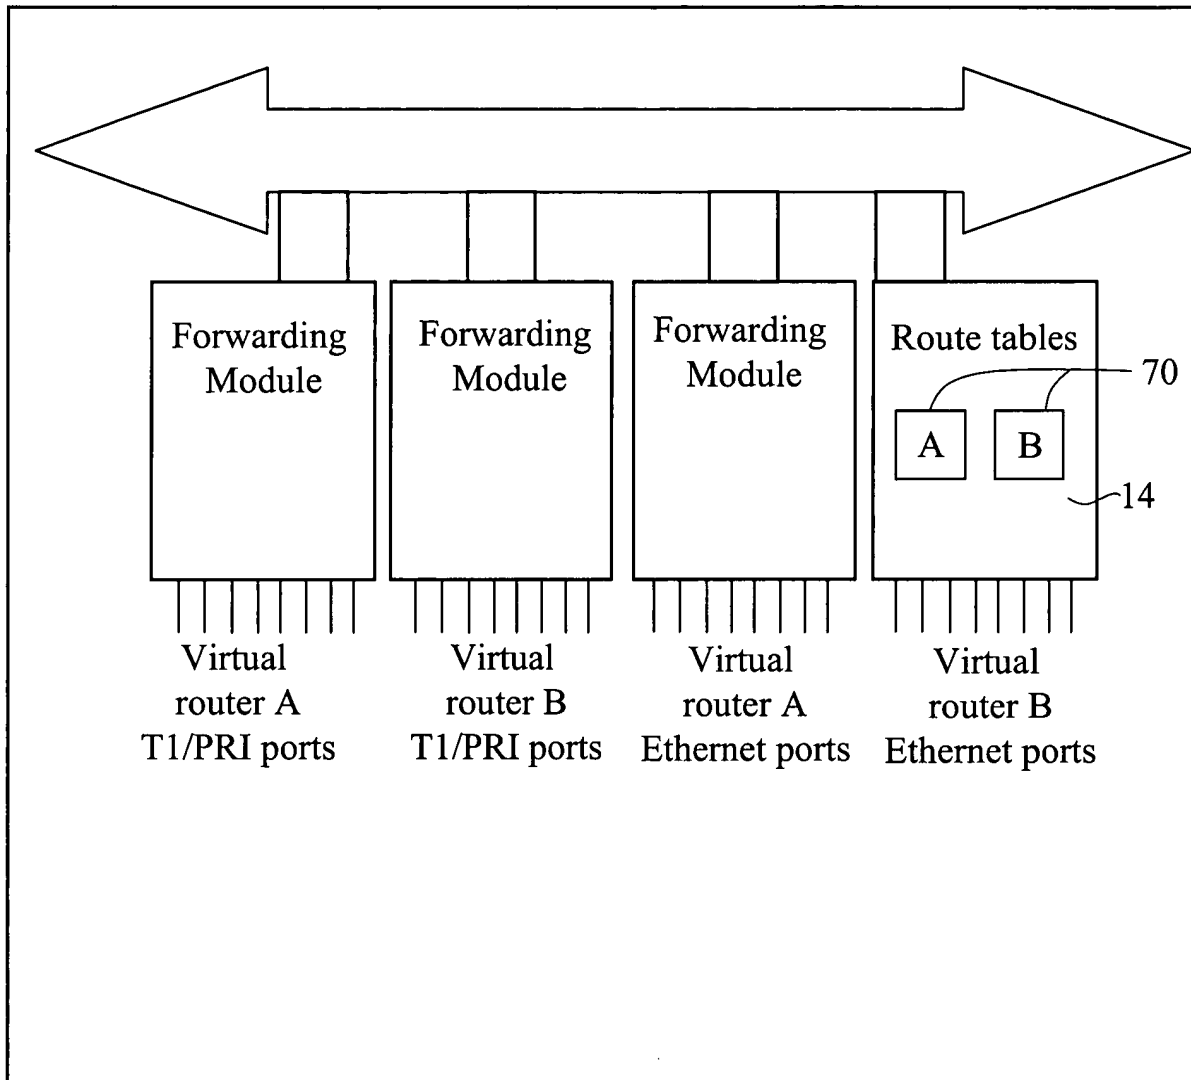 Forwarding
Module
Forwarding
Module
Forwarding
Module
Route tables
70
A
B
14
Virtual
router A
T1/PRI ports
Virtual
router B
T1/PRI ports
Virtual
router A
Ethernet ports
Virtual
router B
Ethernet ports